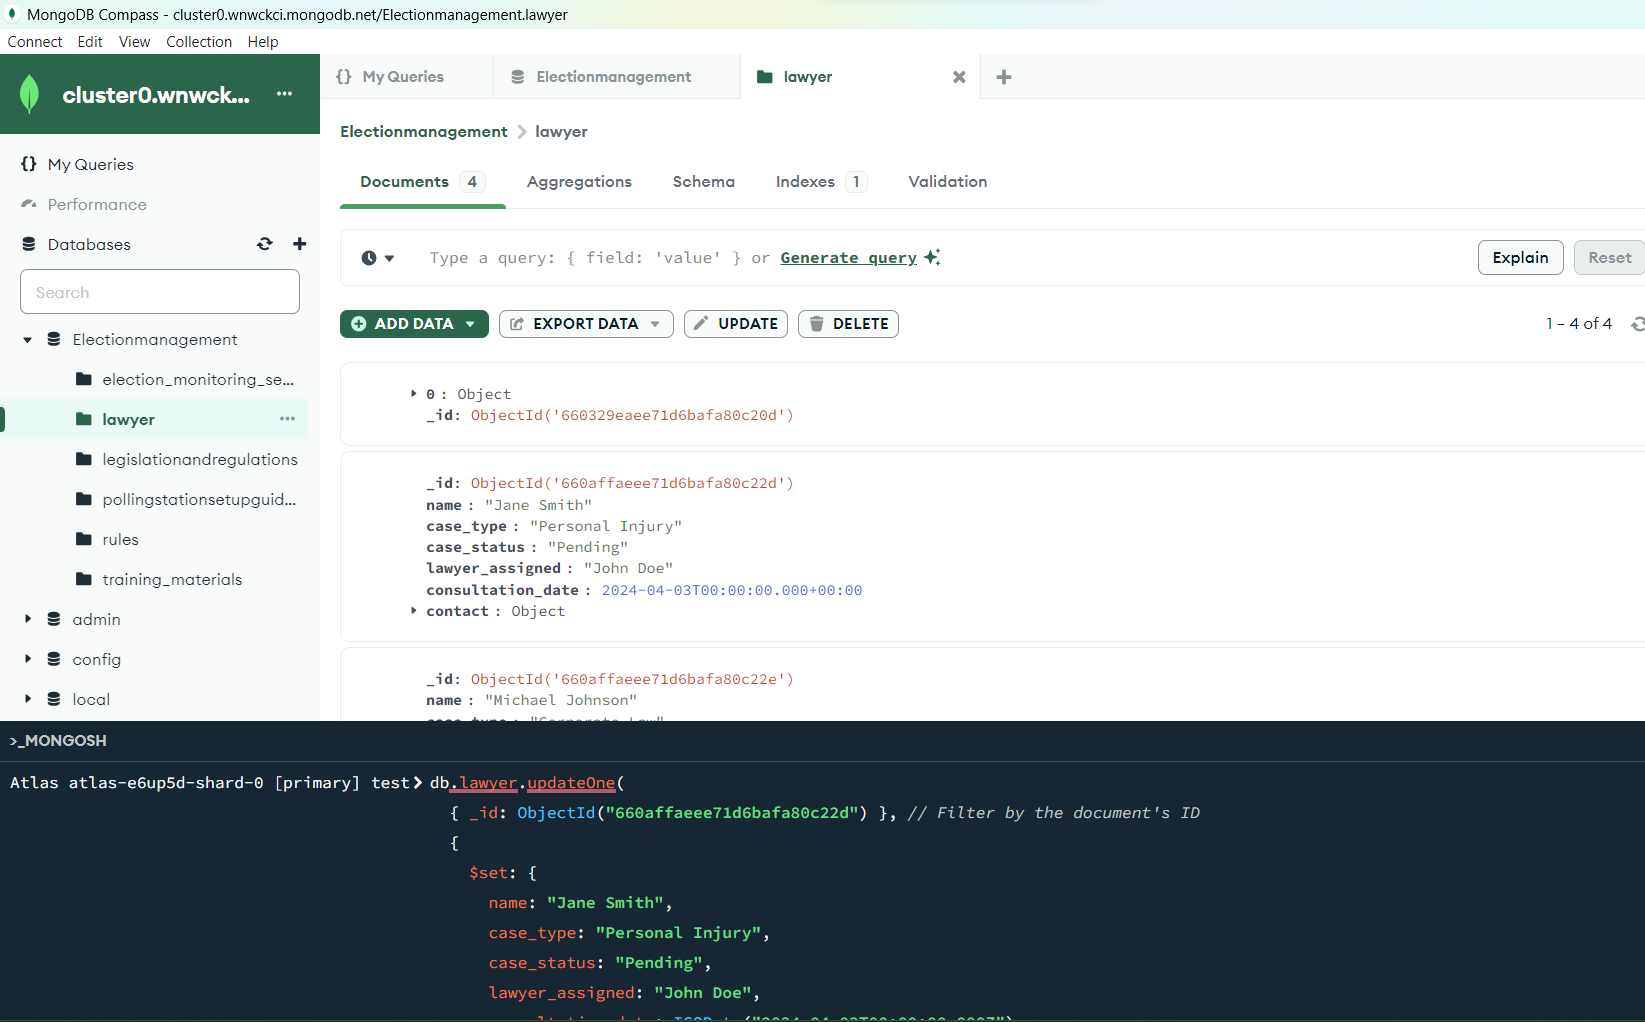 MongoDB Compass - cluster0.wnwckci.mongodb.net/Electionmanagement.lawyer
Connect Edit View Collection Help
cluster0.wnwck... ...
{} My Queries
Performance
Databases
Search
Electionmanagement
election_monitoring_se...
lawyer ...
legislationandregulations
pollingstationsetupguid...
rules
training_materials
admin
config
local
{} My Queries Electionmanagement lawyer
Electionmanagement > lawyer
Documents 4 Aggregations Schema Indexes 1 Validation
Type a query: { field: 'value' } or Generate query
Explain Reset
ADD DATA EXPORT DATA UPDATE DELETE
1 – 4 of 4
0 : Object
_id: ObjectId('660329eaee71d6bafa80c20d')
_id: ObjectId('660affaeee71d6bafa80c22d')
name : "Jane Smith"
case_type : "Personal Injury"
case_status : "Pending"
lawyer_assigned : "John Doe"
consultation_date : 2024-04-03T00:00:00.000+00:00
contact : Object
_id: ObjectId('660affaeee71d6bafa80c22e')
name : "Michael Johnson"
case_type : "Corporate Law"
>_MONGOSH
Atlas atlas-e6up5d-shard-0 [primary] test> db.lawyer.updateOne(
{ _id: ObjectId("660affaeee71d6bafa80c22d") }, // Filter by the document's ID
{
$set: {
name: "Jane Smith",
case_type: "Personal Injury",
case_status: "Pending",
lawyer_assigned: "John Doe",